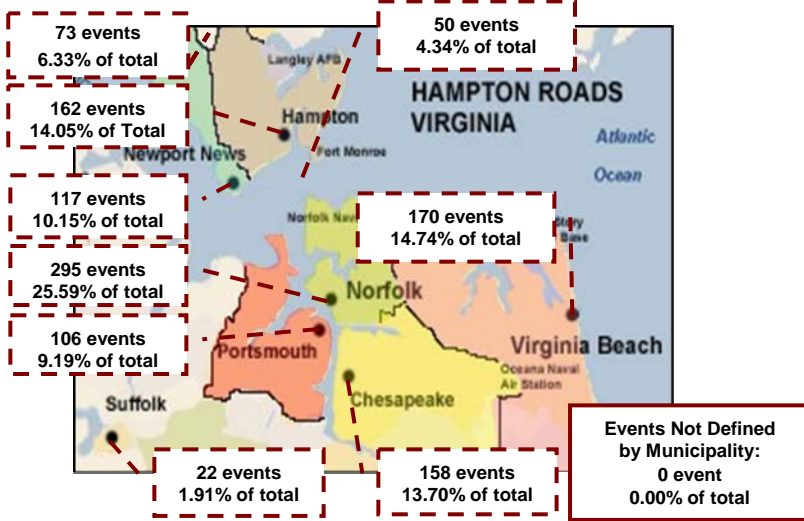 73 events
6.33% of total
50 events
4.34% of total
Langley AFB
HAMPTON ROADS
VIRGINIA
162 events
14.05% of Total
Hampton
Fort Monroe
Atlantic
Ocean
Newport News
117 events
10.15% of total
Norfolk
170 events
14.74% of total
Base
295 events
25.59% of total
Norfolk
106 events
9.19% of total
Portsmouth
Virginia Beach
Oceana Naval
Air Station
Chesapeake
Suffolk
Events Not Defined
by Municipality:
0 event
0.00% of total
22 events
1.91% of total
158 events
13.70% of total